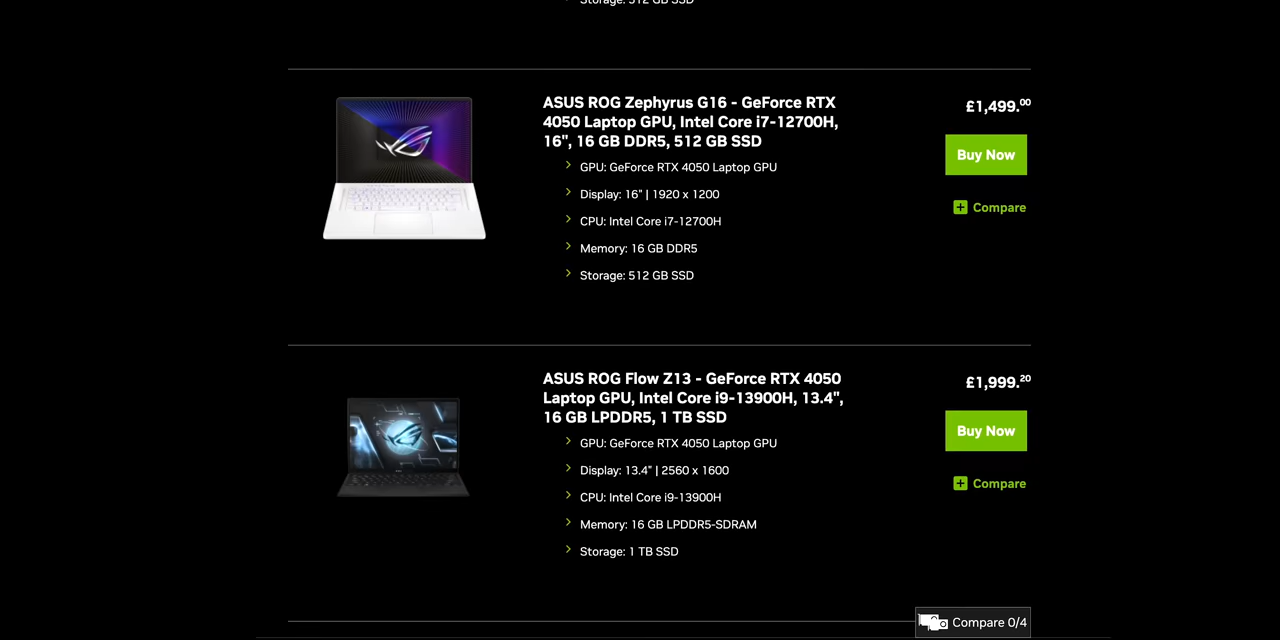 Storage: 512 GB SSD
ASUS ROG Zephyrus G16 - GeForce RTX
4050 Laptop GPU, Intel Core i7-12700H,
16", 16 GB DDR5, 512 GB SSD
GPU: GeForce RTX 4050 Laptop GPU
Display: 16" | 1920 x 1200
CPU: Intel Core i7-12700H
Memory: 16 GB DDR5
Storage: 512 GB SSD
£1,499.00
Buy Now
Compare
ASUS ROG Flow Z13 - GeForce RTX 4050
Laptop GPU, Intel Core i9-13900H, 13.4",
16 GB LPDDR5, 1 TB SSD
GPU: GeForce RTX 4050 Laptop GPU
Display: 13.4" | 2560 x 1600
CPU: Intel Core i9-13900H
Memory: 16 GB LPDDR5-SDRAM
Storage: 1 TB SSD
£1,999.20
Buy Now
Compare
Compare 0/4